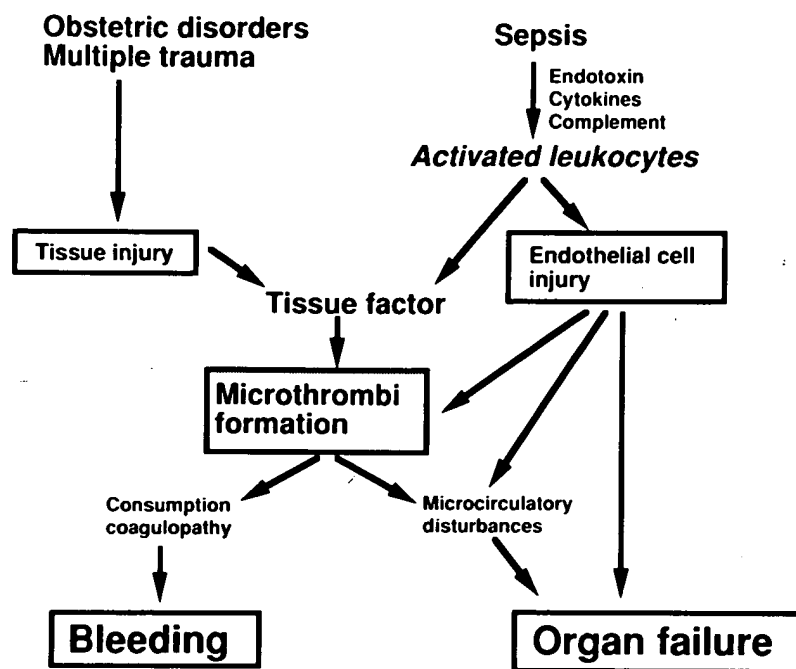 Obstetric disorders
Multiple trauma
Sepsis
Endotoxin
Cytokines
Complement
Activated leukocytes
Tissue injury
Endothelial cell
injury
Tissue factor
Microthrombi
formation
Consumption
coagulopathy
Microcirculatory
disturbances
Bleeding
Organ failure